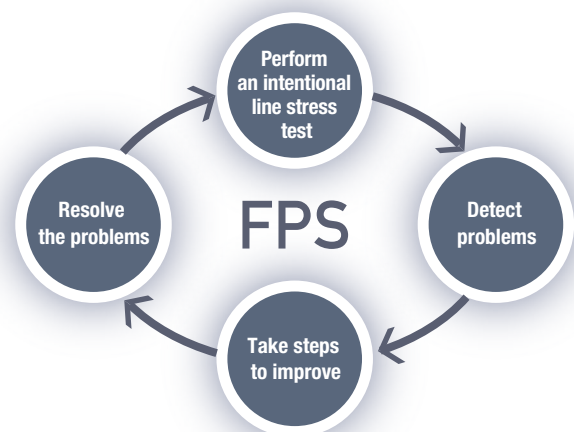 Perform
an intentional
line stress
test
Resolve
the problems
FPS
Detect
problems
Take steps
to improve